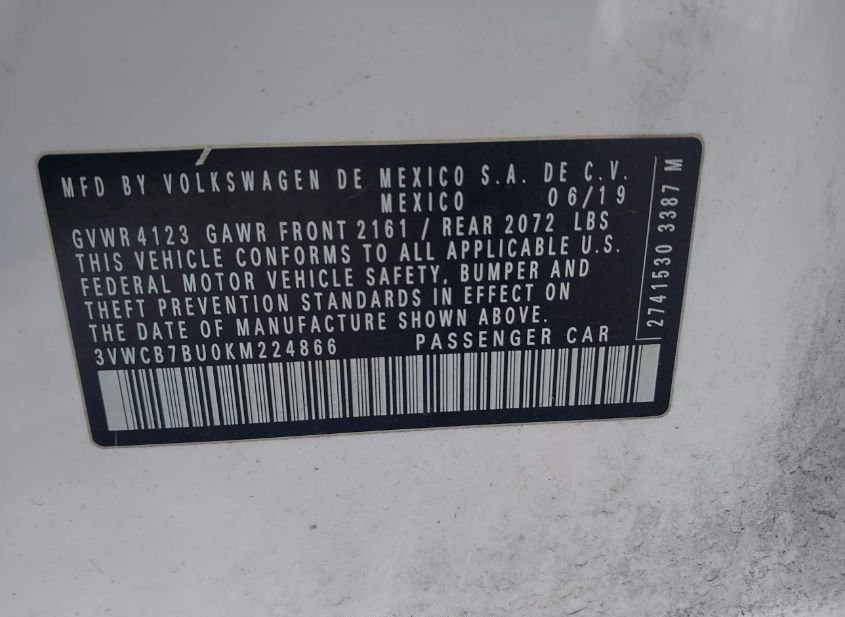 MFD BY VOLKSWAGEN DE MEXICO S.A. DE C.V.
MEXICO 06/19
GVWR4123 GAWR FRONT 2161 / REAR 2072 LBS
THIS VEHICLE CONFORMS TO ALL APPLICABLE U.S.
FEDERAL MOTOR VEHICLE SAFETY, BUMPER AND
THEFT PREVENTION STANDARDS IN EFFECT ON
THE DATE OF MANUFACTURE SHOWN ABOVE.
3VWCB7BU0KM224866 PASSENGER CAR
2741530 3387 M